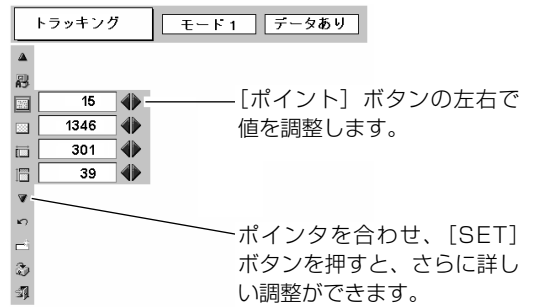 トラッキング
モード 1
データあり
15
1346
301
39
［ポイント］ボタンの左右で
値を調整します。
ポインタを合わせ、［SET］
ボタンを押すと、さらに詳し
い調整ができます。